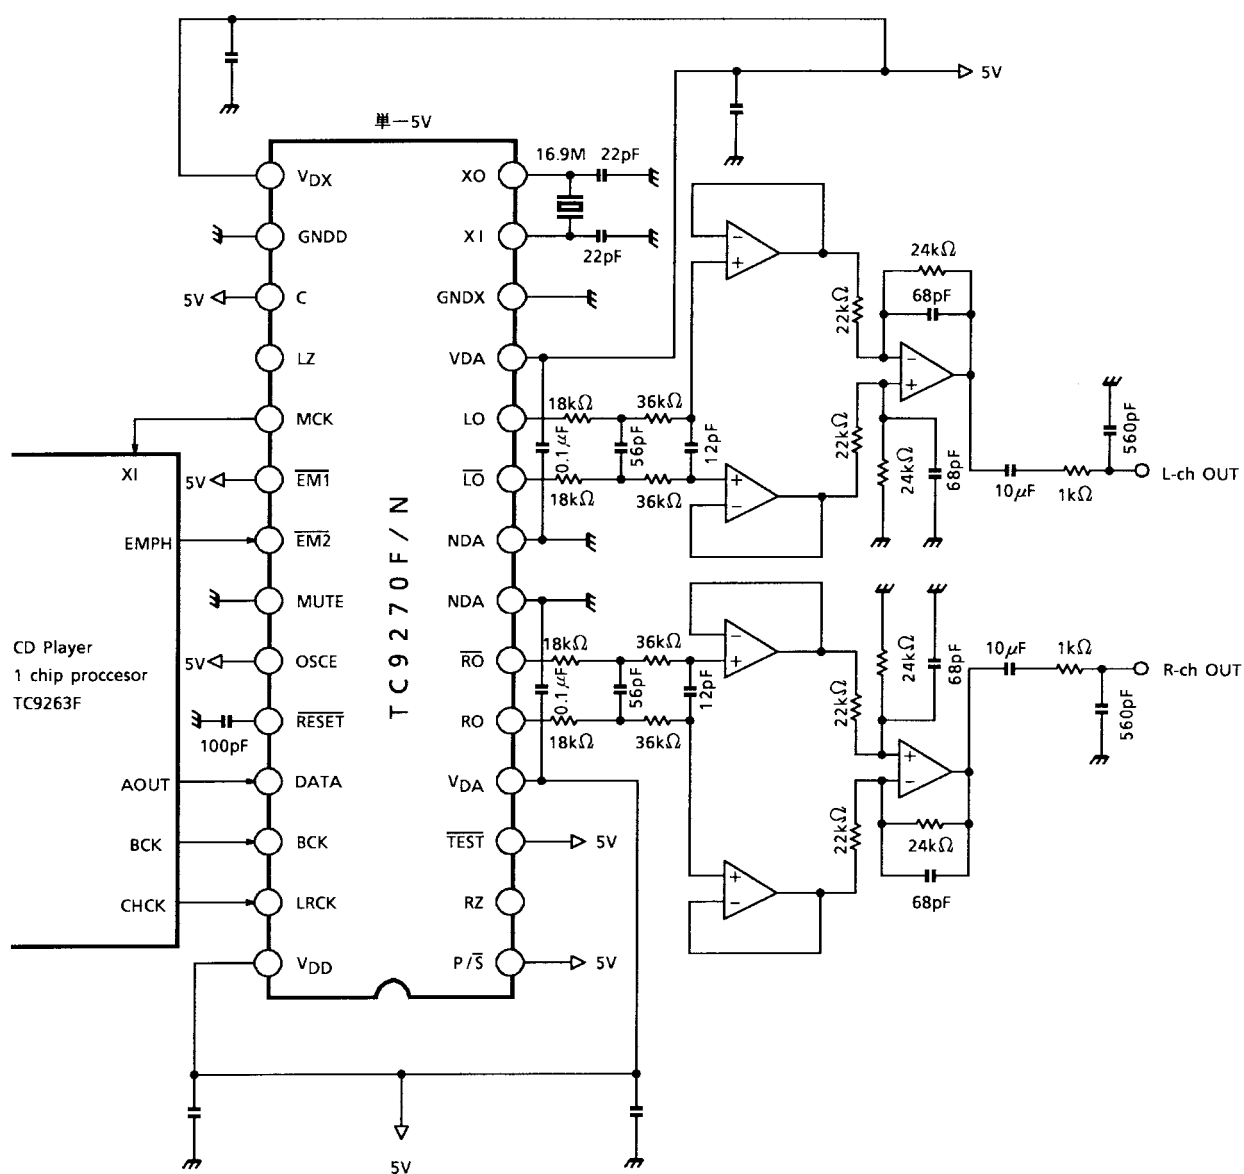 5V
単一5V
VDX
GNDD
5V
C
LZ
MCK
XI
5V
EM1
EMPH
EM2
MUTE
CD Player
1 chip proccesor
TC9263F
5V
OSCE
100pF
RESET
AOUT
DATA
BCK
BCK
CHCK
LRCK
VDD
5V
TC9270F/N
XO
16.9M
22pF
XI
22pF
GNDX
VDA
LO
18kΩ
36kΩ
0.1μF
56pF
12pF
LO
18kΩ
36kΩ
NDA
NDA
RO
18kΩ
36kΩ
0.1μF
56pF
12pF
RO
18kΩ
36kΩ
VDA
TEST
5V
RZ
P/S
5V
-
+
22kΩ
24kΩ
68pF
-
+
22kΩ
+
-
24kΩ
68pF
10μF
1kΩ
560pF
L-ch OUT
-
+
22kΩ
24kΩ
68pF
10μF
1kΩ
560pF
R-ch OUT
+
-
22kΩ
24kΩ
68pF
+
-